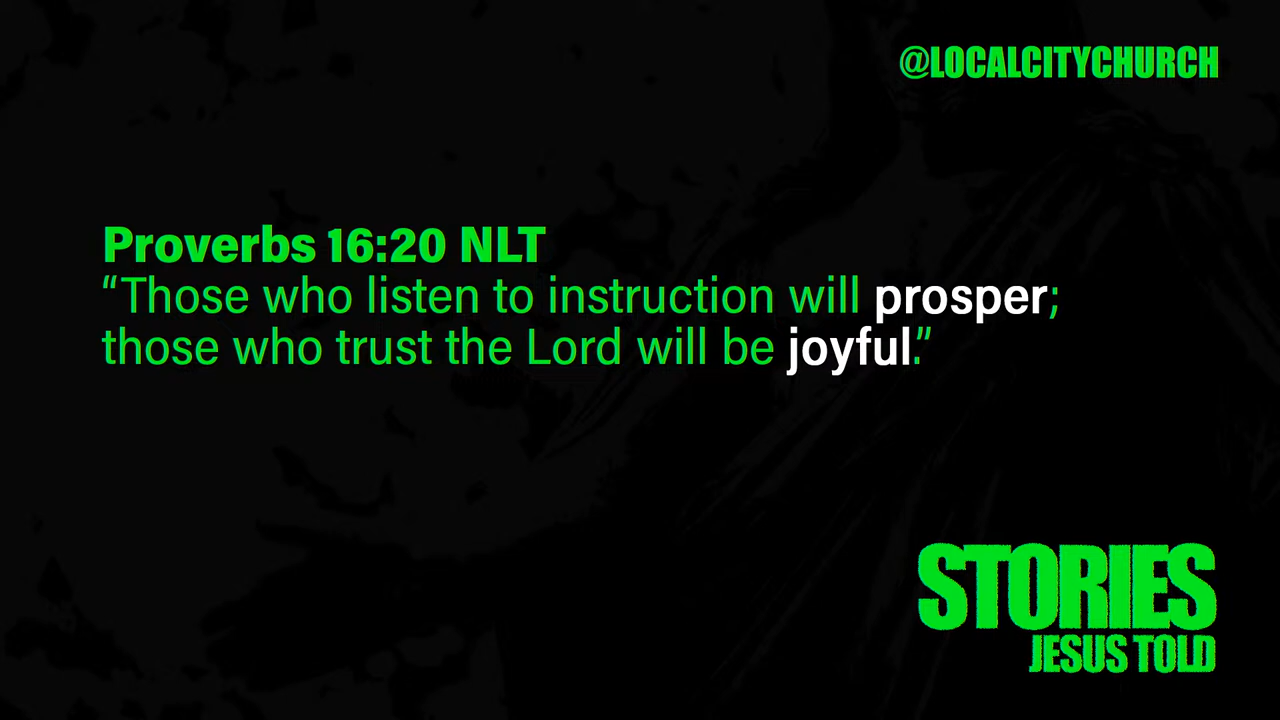 @LOCALCITYCHURCH
Proverbs 16:20 NLT
“Those who listen to instruction will prosper;
those who trust the Lord will be joyful.”
STORIES
JESUS TOLD